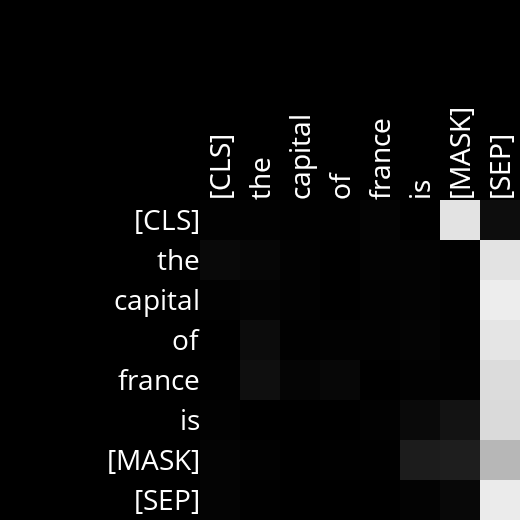 [CLS] the capital of france is [MASK] [SEP]
[CLS]
the
capital
of
france
is
[MASK]
[SEP]